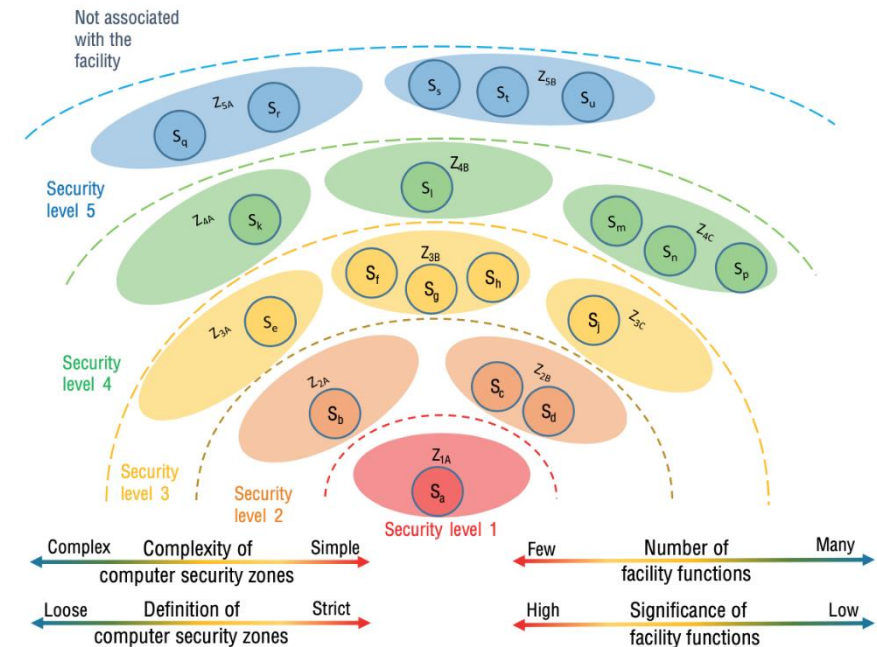 Not associated
with the
facility
Z5A
Sq
Sr
Ss
St
Z5B
Su
Security
level 5
Z4A
Sk
Z4B
Sl
Sm
Sn
Z4C
Sp
Security
level 4
Z3A
Se
Z3B
Sf
Sg
Sh
Sj
Z3C
Security
level 3
Z2A
Sb
Sc
Z2B
Sd
Security
level 2
Z1A
Sa
Security level 1
Complex Complexity of Simple
computer security zones
Few Number of Many
facility functions
Loose Definition of Strict
computer security zones
High Significance of Low
facility functions